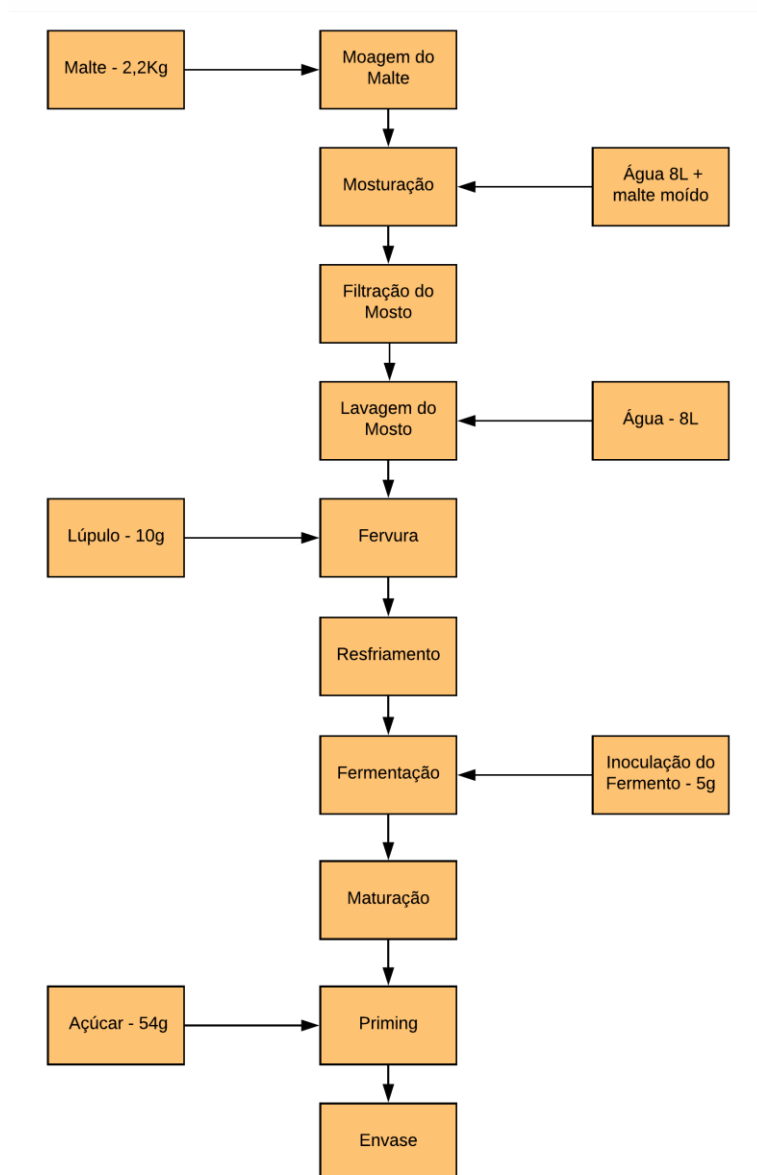 Malte - 2,2Kg
Moagem do
Malte
Mosturação
Água 8L +
malte moído
Filtração do
Mosto
Lavagem do
Mosto
Água - 8L
Lúpulo - 10g
Fervura
Resfriamento
Fermentação
Inoculação do
Fermento - 5g
Maturação
Açúcar - 54g
Priming
Envase